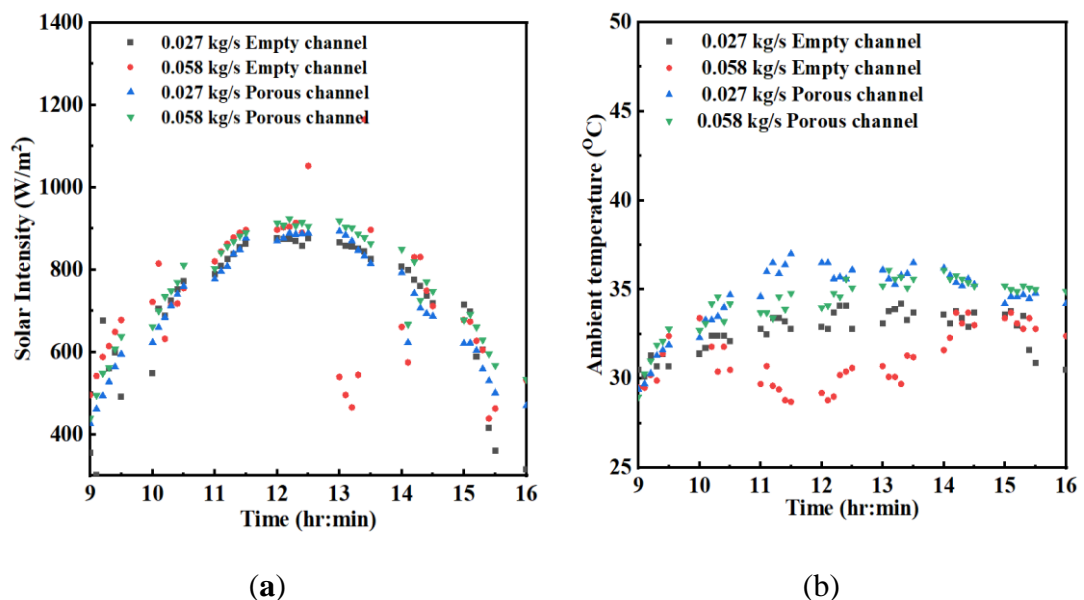 1400
1200
1000
800
600
400
Solar Intensity (W/m²)
0.027 kg/s Empty channel
0.058 kg/s Empty channel
0.027 kg/s Porous channel
0.058 kg/s Porous channel
9 10 11 12 13 14 15 16
Time (hr:min)
(a)
50
45
40
35
30
25
Ambient temperature (°C)
0.027 kg/s Empty channel
0.058 kg/s Empty channel
0.027 kg/s Porous channel
0.058 kg/s Porous channel
9 10 11 12 13 14 15 16
Time (hr:min)
(b)